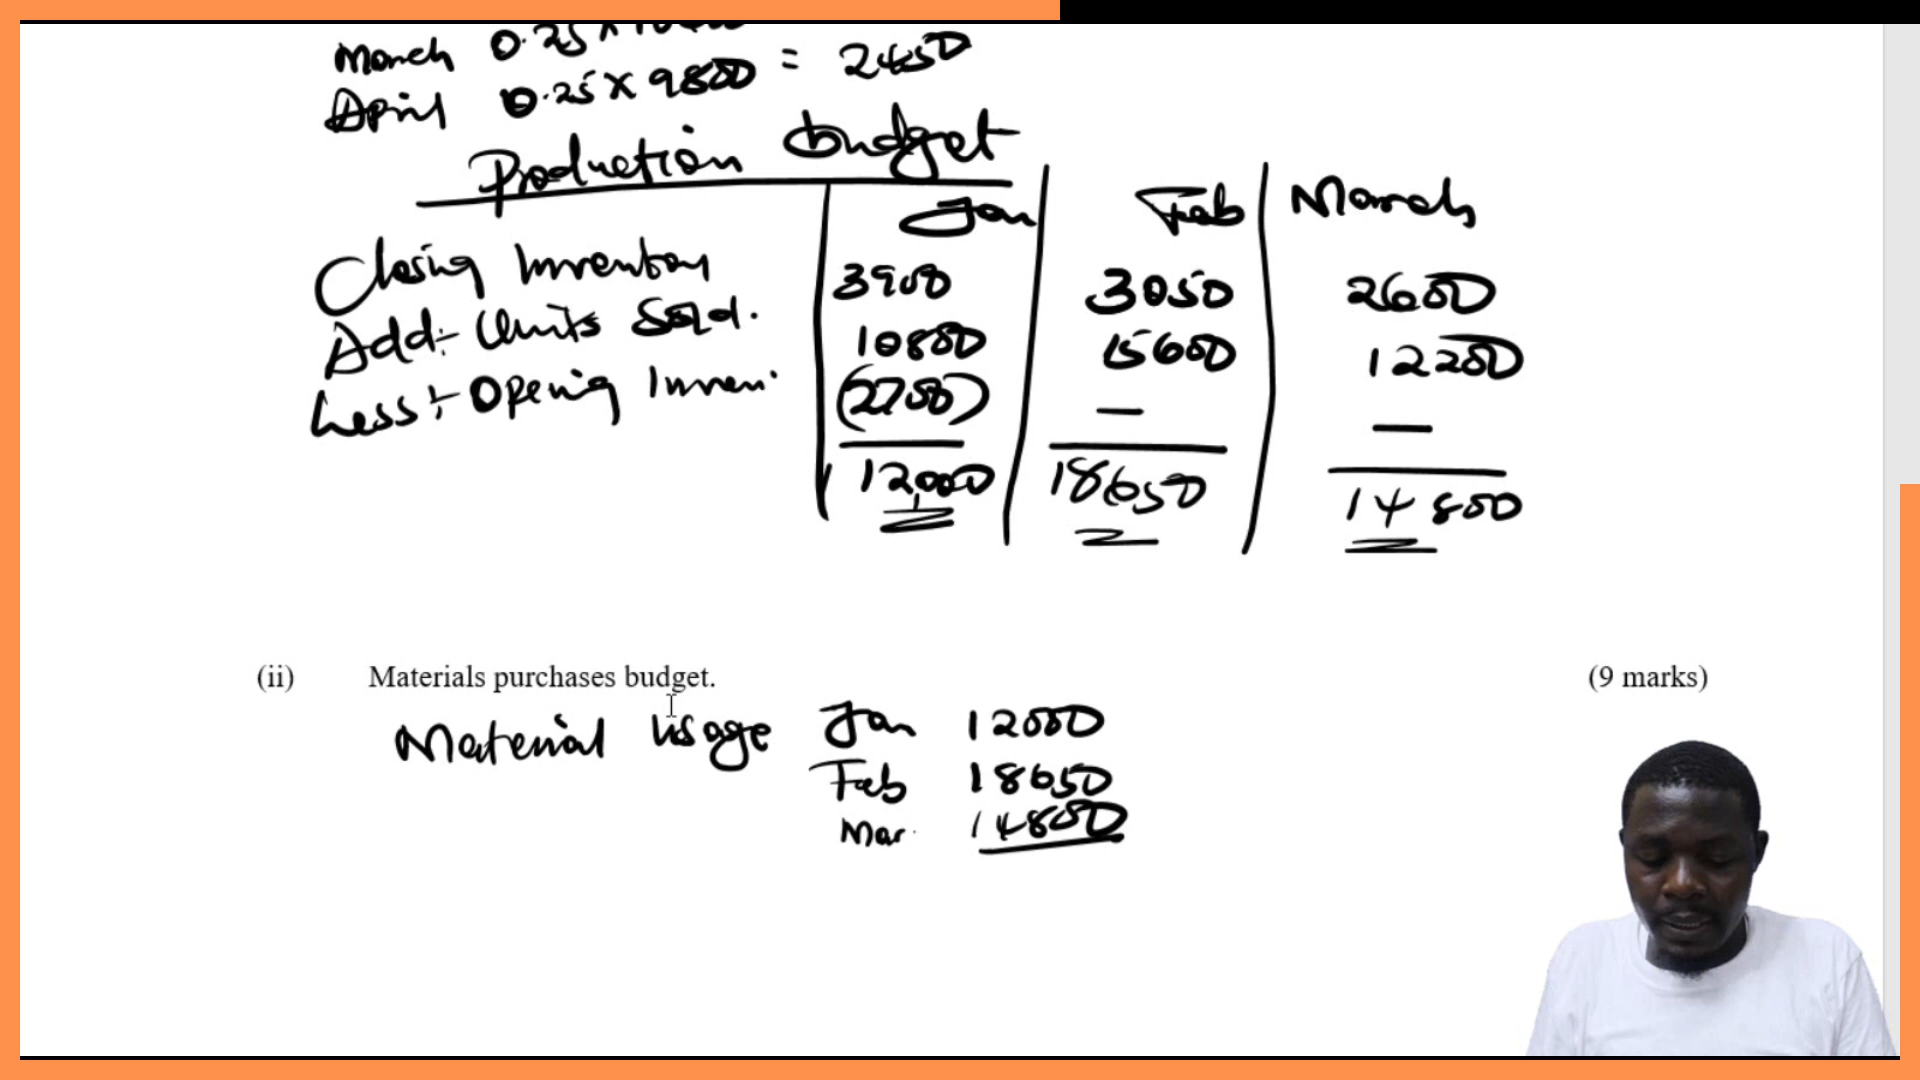 March 0.25 x
April 0.25 x 9800 = 2450
Production budget
Jan Feb March
Closing Inventory 3900 3050 2600
Add:- Units Sold. 10800 15600 12200
Less:- Opening Inven. (2700) — —
12,000 18650 14800
(ii) Materials purchases budget. (9 marks)
Material usage Jan 12000
Feb 18650
Mar. 14800